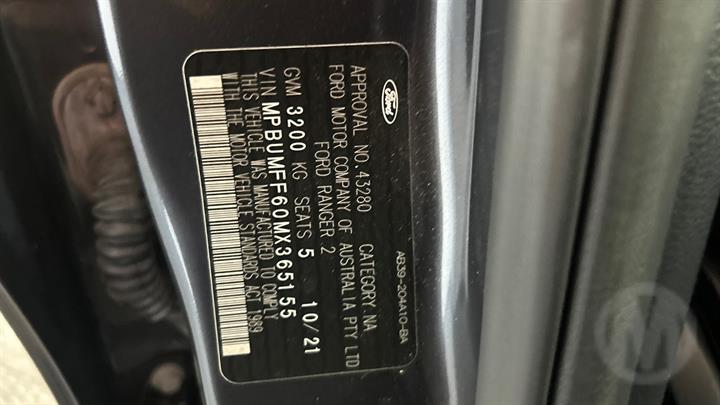 Ford
APPROVAL NO.43280 CATEGORY.NA
FORD MOTOR COMPANY OF AUSTRALIA PTY LTD
FORD RANGER 2
GVM 3200 KG SEATS 5 10/21
VIN MPBUMFF60MX365155
THIS VEHICLE WAS MANUFACTURED TO COMPLY
WITH THE MOTOR VEHICLE STANDARDS ACT 1989
AB39-204A10-BA
M